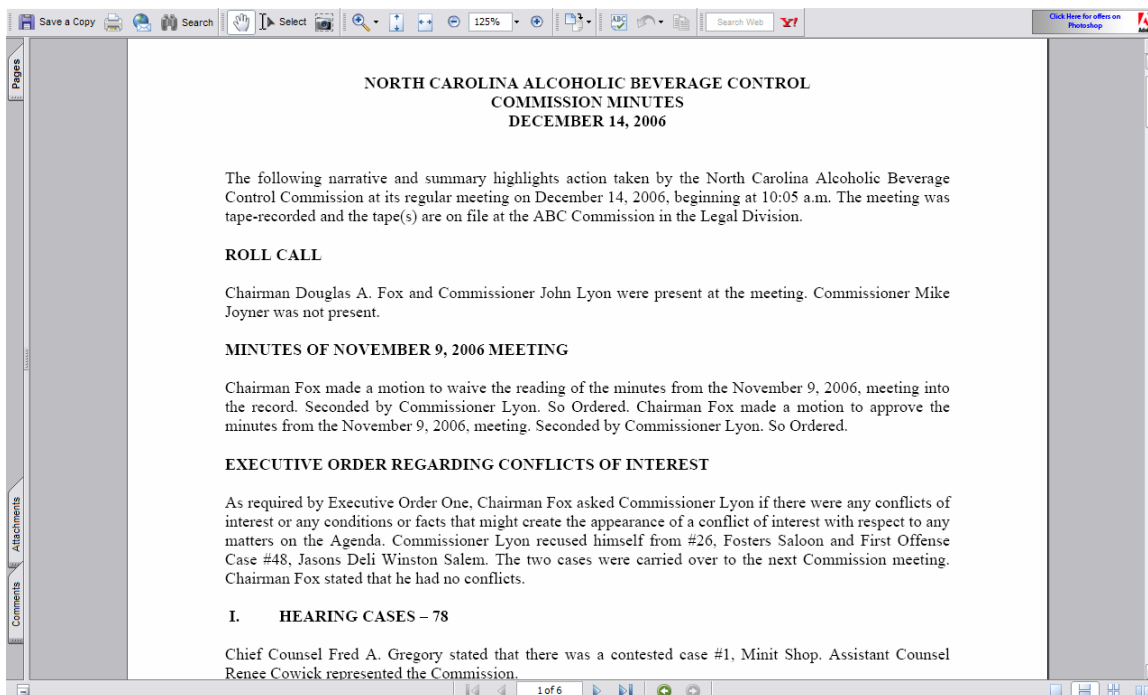 Save a Copy Search Select 125% Search Web Y!
Click Here for offers on
Photoshop
Pages
NORTH CAROLINA ALCOHOLIC BEVERAGE CONTROL
COMMISSION MINUTES
DECEMBER 14, 2006
The following narrative and summary highlights action taken by the North Carolina Alcoholic Beverage
Control Commission at its regular meeting on December 14, 2006, beginning at 10:05 a.m. The meeting was
tape-recorded and the tape(s) are on file at the ABC Commission in the Legal Division.
ROLL CALL
Chairman Douglas A. Fox and Commissioner John Lyon were present at the meeting. Commissioner Mike
Joyner was not present.
MINUTES OF NOVEMBER 9, 2006 MEETING
Chairman Fox made a motion to waive the reading of the minutes from the November 9, 2006, meeting into
the record. Seconded by Commissioner Lyon. So Ordered. Chairman Fox made a motion to approve the
minutes from the November 9, 2006, meeting. Seconded by Commissioner Lyon. So Ordered.
EXECUTIVE ORDER REGARDING CONFLICTS OF INTEREST
As required by Executive Order One, Chairman Fox asked Commissioner Lyon if there were any conflicts of
interest or any conditions or facts that might create the appearance of a conflict of interest with respect to any
matters on the Agenda. Commissioner Lyon recused himself from #26, Fosters Saloon and First Offense
Case #48, Jasons Deli Winston Salem. The two cases were carried over to the next Commission meeting.
Chairman Fox stated that he had no conflicts.
I. HEARING CASES – 78
Chief Counsel Fred A. Gregory stated that there was a contested case #1, Minit Shop. Assistant Counsel
Renee Cowick represented the Commission.
Attachments
Comments
1 of 6